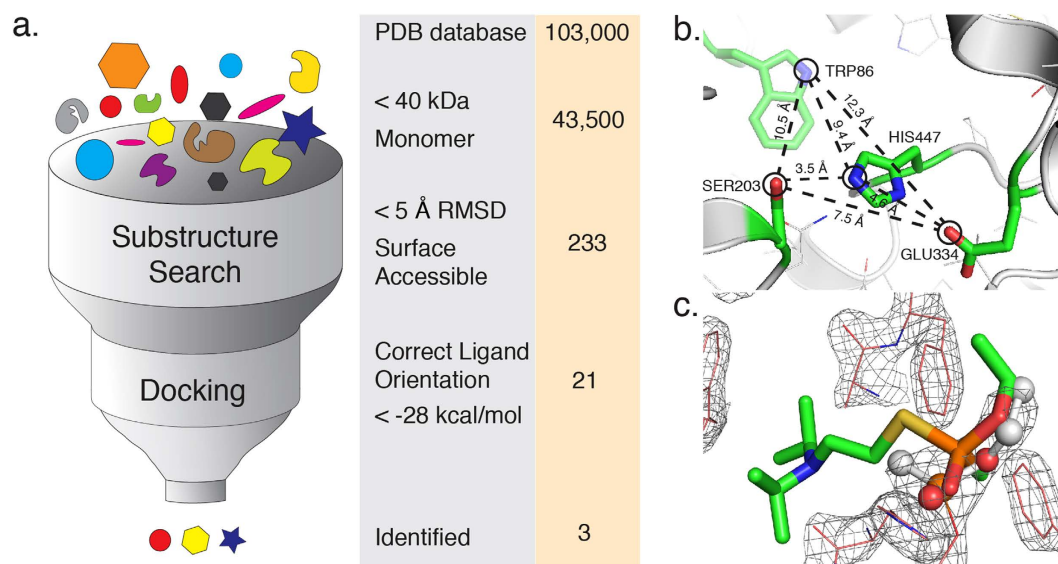 a.
Substructure
Search
Docking
PDB database 103,000
< 40 kDa
Monomer
43,500
< 5 Å RMSD
Surface
Accessible
233
Correct Ligand
Orientation
< -28 kcal/mol
21
Identified 3
b.
TRP86
10.5 Å
9.4 Å
12.3 Å
HIS447
3.5 Å
SER203
4.6 Å
7.5 Å
GLU334
c.